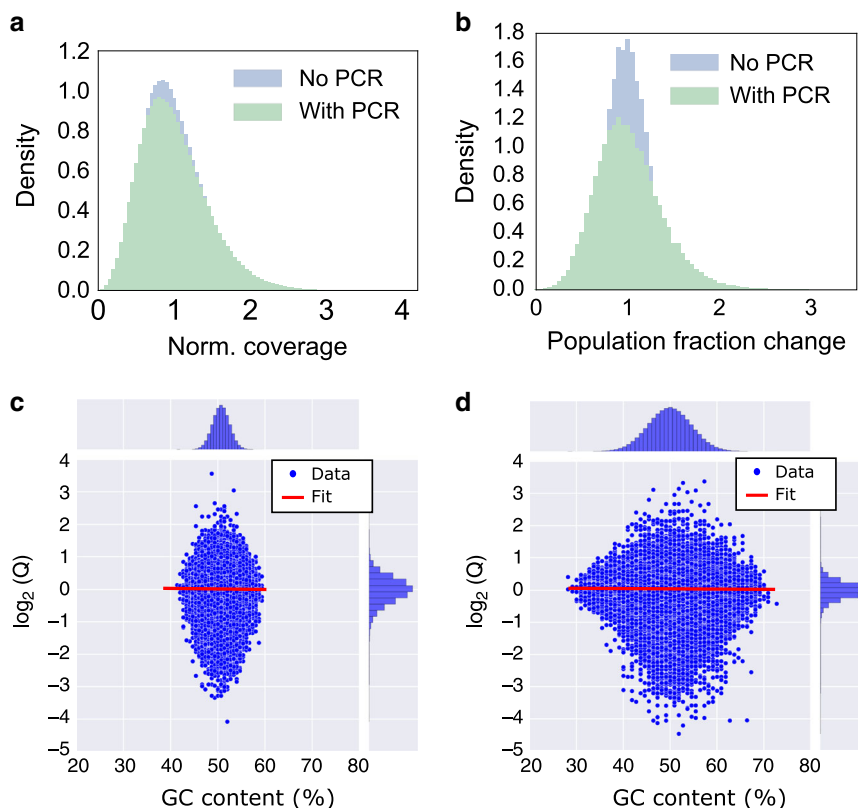 a
1.2
1.0
0.8
0.6
0.4
0.2
0.0
Density
No PCR
With PCR
0 1 2 3 4
Norm. coverage
b
1.8
1.6
1.4
1.2
1.0
0.8
0.6
0.4
0.2
0.0
Density
No PCR
With PCR
0 1 2 3
Population fraction change
c
4
3
2
1
0
–1
–2
–3
–4
–5
log2 (Q)
Data
Fit
20 30 40 50 60 70 80
GC content (%)
d
4
3
2
1
0
–1
–2
–3
–4
–5
log2 (Q)
Data
Fit
20 30 40 50 60 70 80
GC content (%)